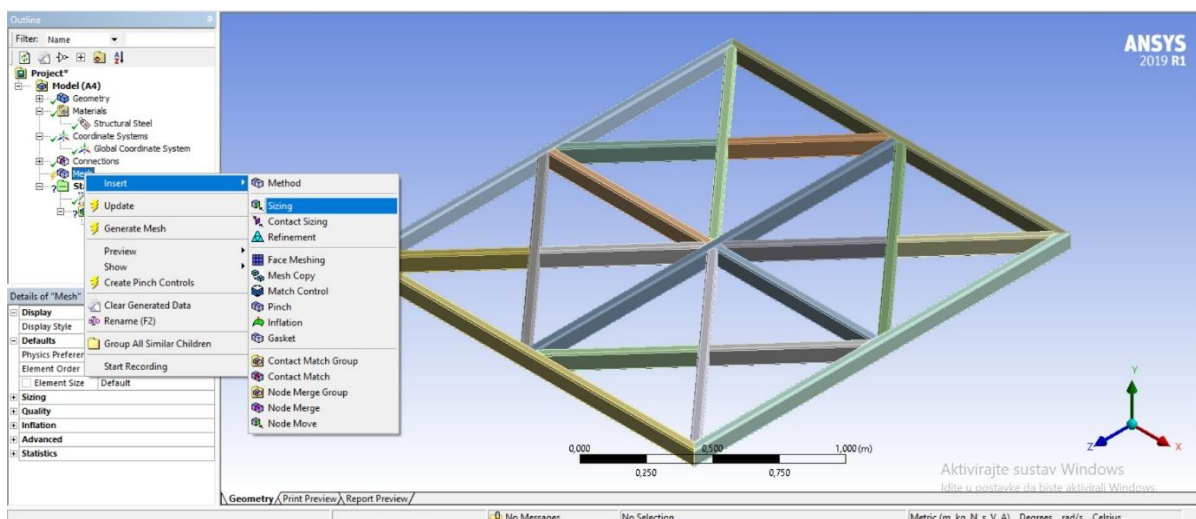 Outline
Filter: Name
Project*
Model (A4)
Geometry
Materials
Structural Steel
Coordinate Systems
Global Coordinate System
Connections
Mesh
Sta
Insert
Update
Generate Mesh
Preview
Show
Create Pinch Controls
Clear Generated Data
Rename (F2)
Group All Similar Children
Start Recording
Method
Sizing
Contact Sizing
Refinement
Face Meshing
Mesh Copy
Match Control
Pinch
Inflation
Gasket
Contact Match Group
Contact Match
Node Merge Group
Node Merge
Node Move
Details of "Mesh"
Display
Display Style
Defaults
Physics Preferen
Element Order
Element Size Default
Sizing
Quality
Inflation
Advanced
Statistics
ANSYS
2019 R1
0,000 0,500 1,000 (m)
0,250 0,750
Y
Z X
Aktivirajte sustav Windows
Idite u postavke da biste aktivirali Windows.
Geometry Print Preview Report Preview
No Messages No Selection Metric (m, kg, N, s, V, A) Degrees rad/s Celsius